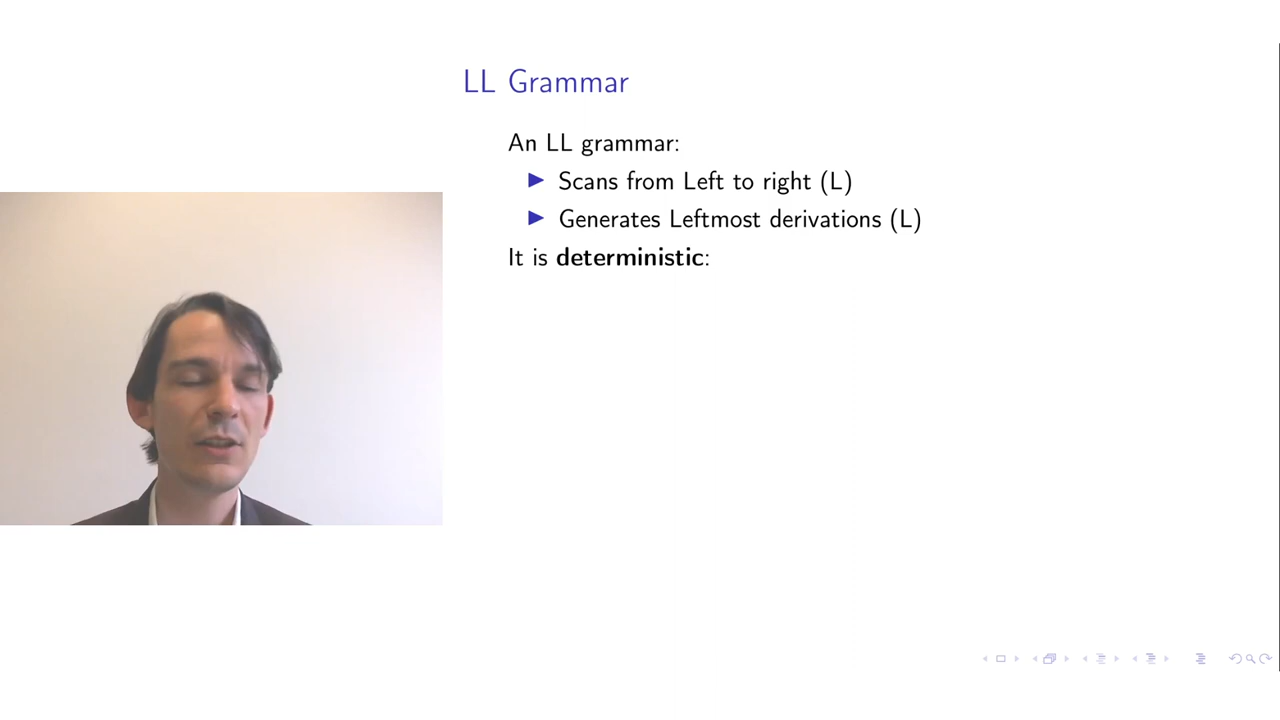 LL Grammar
An LL grammar:
▶ Scans from Left to right (L)
▶ Generates Leftmost derivations (L)
It is deterministic: